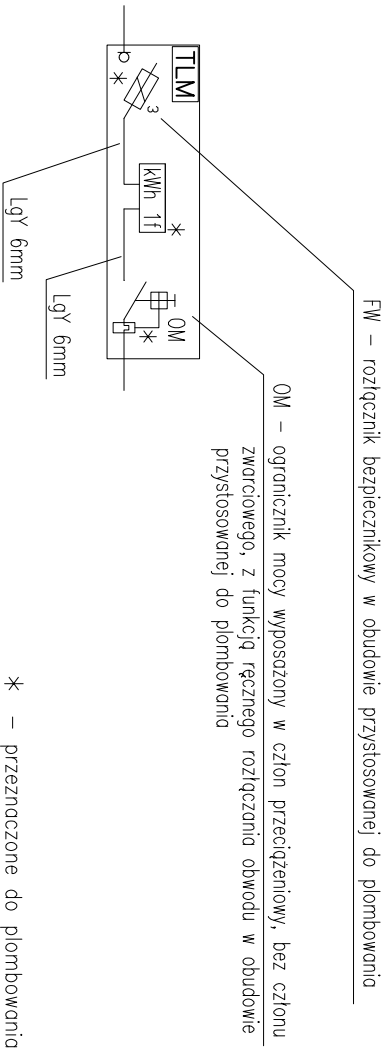 FW – rozłącznik bezpiecznikowy w obudowie przystosowanej do plombowania
OM – ogranicznik mocy wyposażony w człon przeciążeniowy, bez członu
zwarciowego, z funkcją ręcznego rozłączania obwodu w obudowie
przystosowanej do plombowania
TLM
3
kWh 1f
*
*
OM
*
LgY 6mm
LgY 6mm
* – przeznaczone do plombowania